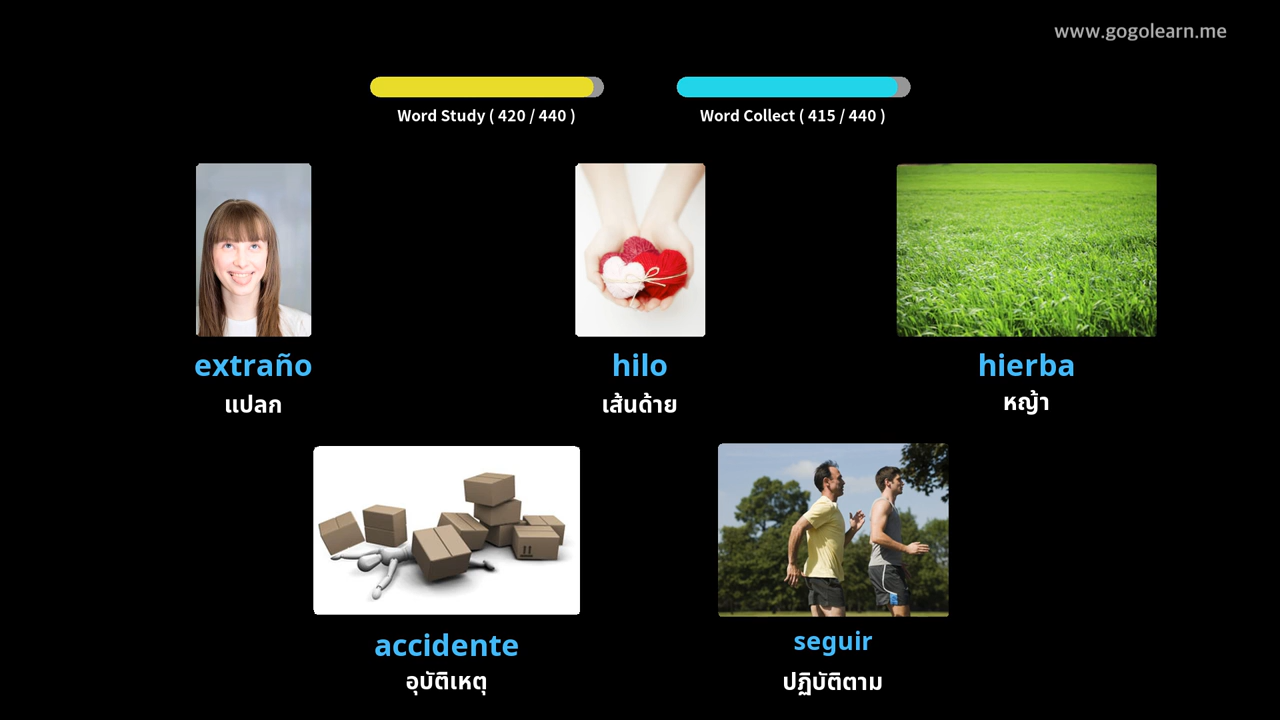 www.gogolearn.me
Word Study ( 420 / 440 )
Word Collect ( 415 / 440 )
extraño
แปลก
hilo
เส้นด้าย
hierba
หญ้า
accidente
อุบัติเหตุ
seguir
ปฏิบัติตาม